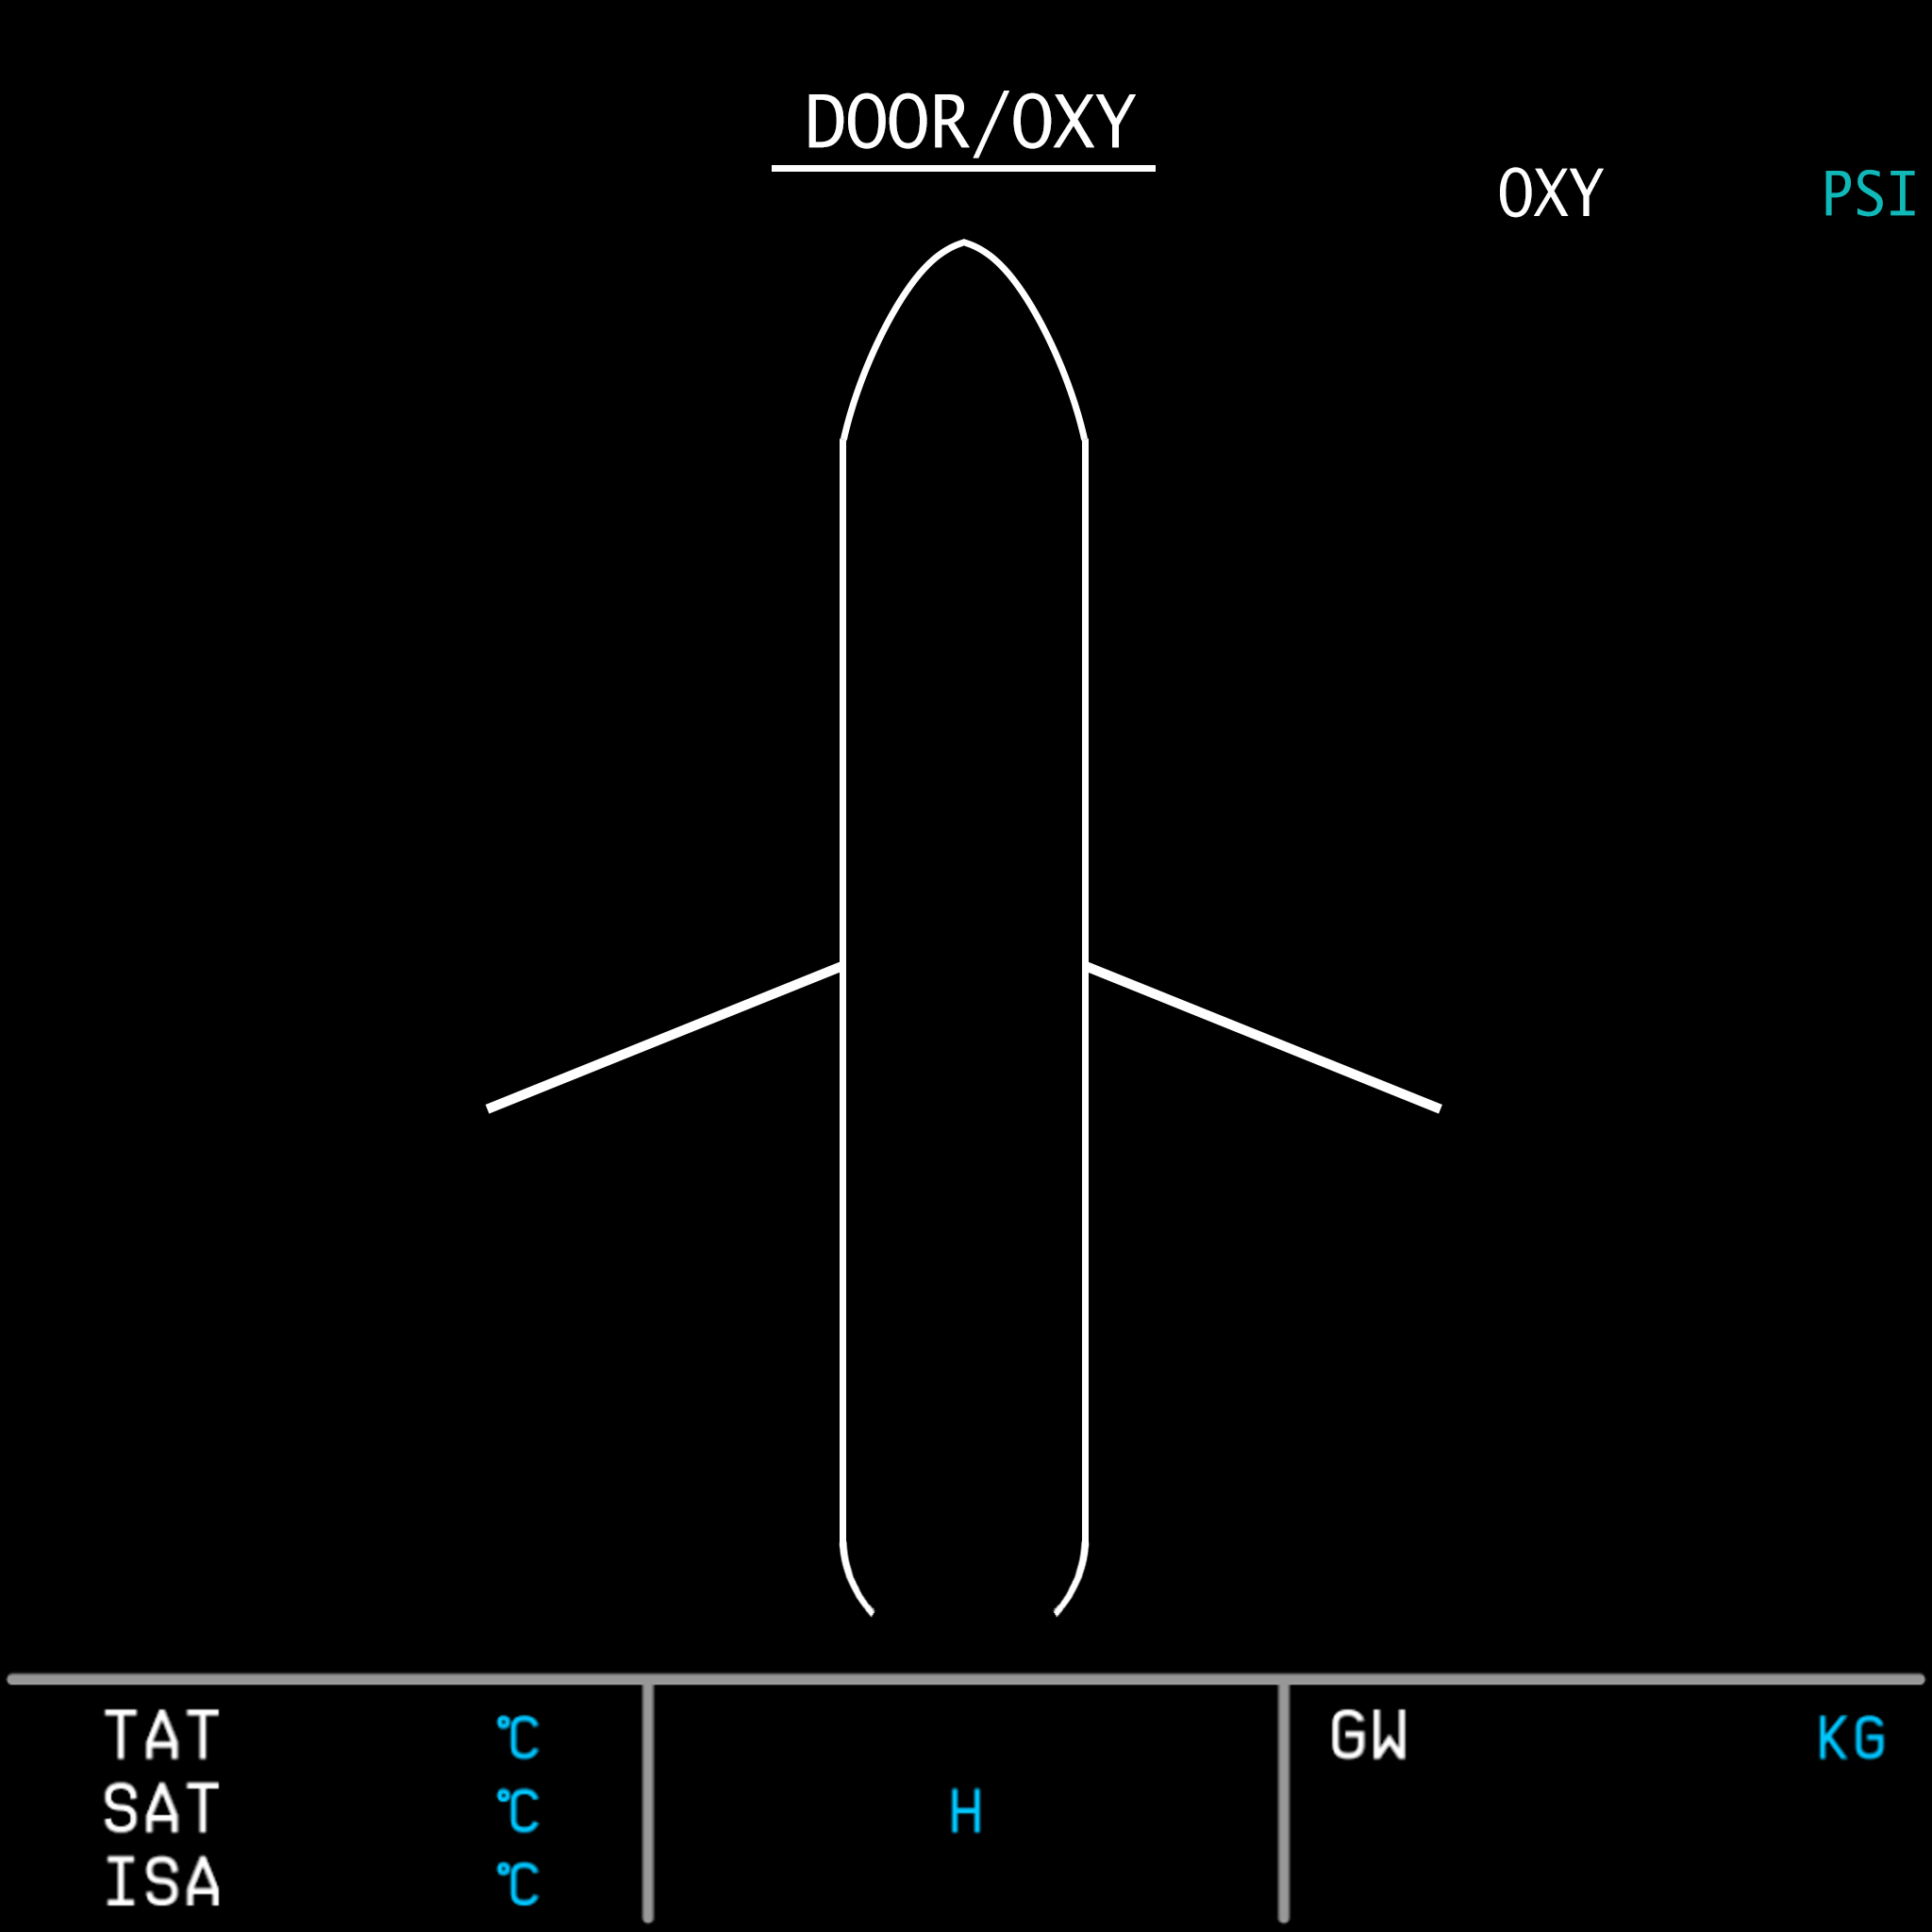 DOOR/OXY
OXY PSI
TAT °C
SAT °C
ISA °C
H
GW KG